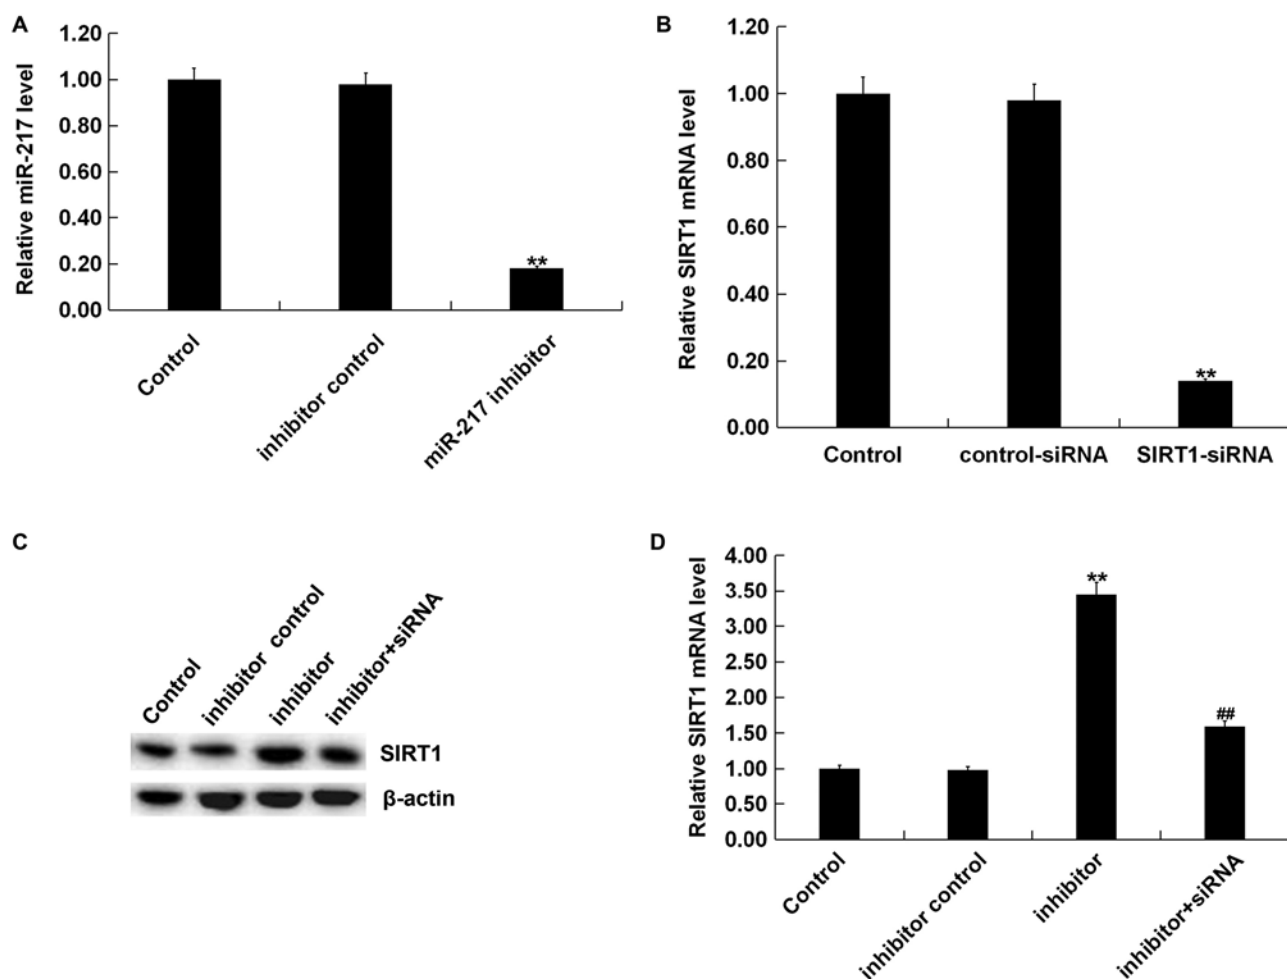 A
Relative miR-217 level
1.20
1.00
0.80
0.60
0.40
0.20
0.00
**
Control
inhibitor control
miR-217 inhibitor
B
Relative SIRT1 mRNA level
1.20
1.00
0.80
0.60
0.40
0.20
0.00
**
Control
control-siRNA
SIRT1-siRNA
C
Control
inhibitor control
inhibitor
inhibitor+siRNA
SIRT1
β-actin
D
Relative SIRT1 mRNA level
4.00
3.50
3.00
2.50
2.00
1.50
1.00
0.50
0.00
**
##
Control
inhibitor control
inhibitor
inhibitor+siRNA